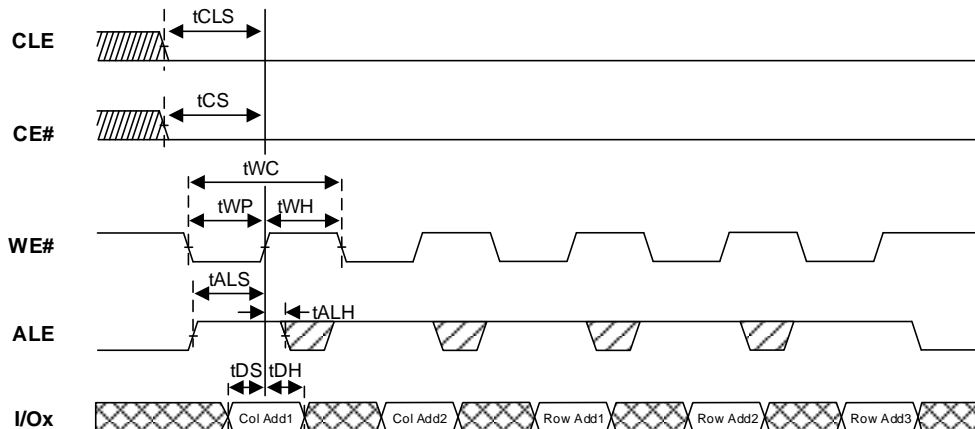 tCLS
CLE
tCS
CE#
tWC
tWP
tWH
WE#
tALS
tALH
ALE
tDS
tDH
I/Ox
Col Add1
Col Add2
Row Add1
Row Add2
Row Add3